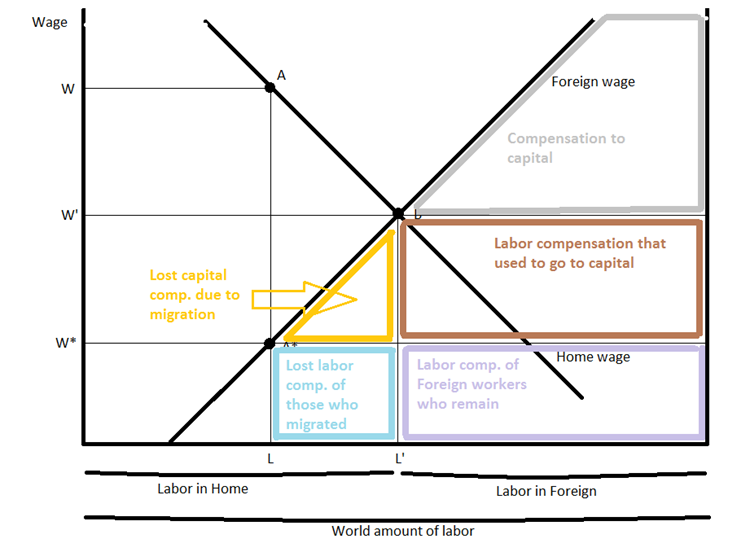 Wage
A
W
Foreign wage
Compensation to
capital
W'
Labor compensation that
used to go to capital
Lost capital
comp. due to
migration
W*
Home wage
Lost labor
comp. of
those who
migrated
Labor comp. of
Foreign workers
who remain
L
L'
Labor in Home
Labor in Foreign
World amount of labor